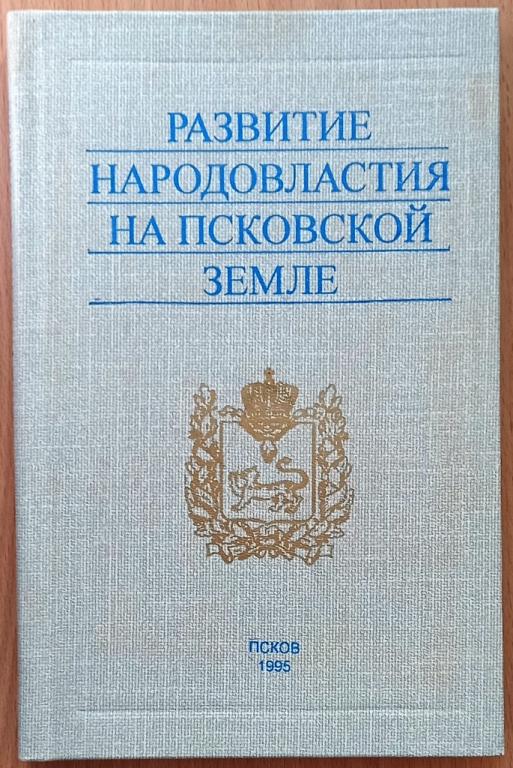 РАЗВИТИЕ
НАРОДОВЛАСТИЯ
НА ПСКОВСКОЙ
ЗЕМЛЕ
ПСКОВ
1995